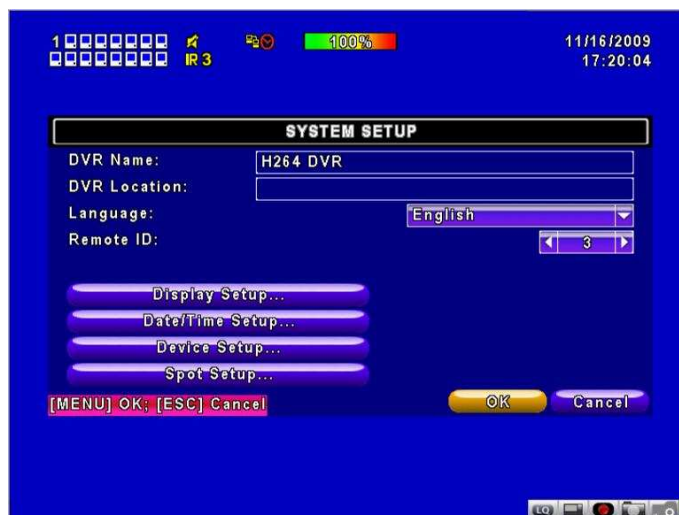 1
IR 3
100%
11/16/2009
17:20:04
SYSTEM SETUP
DVR Name: H264 DVR
DVR Location:
Language: English
Remote ID: 3
Display Setup...
Date/Time Setup...
Device Setup...
Spot Setup...
[MENU] OK; [ESC] Cancel
OK
Cancel
LQ